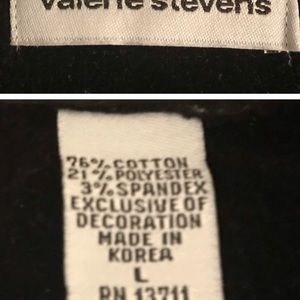 valerie stevens
76% COTTON
21% POLYESTER
3% SPANDEX
EXCLUSIVE OF
DECORATION
MADE IN
KOREA
L
RN 13711